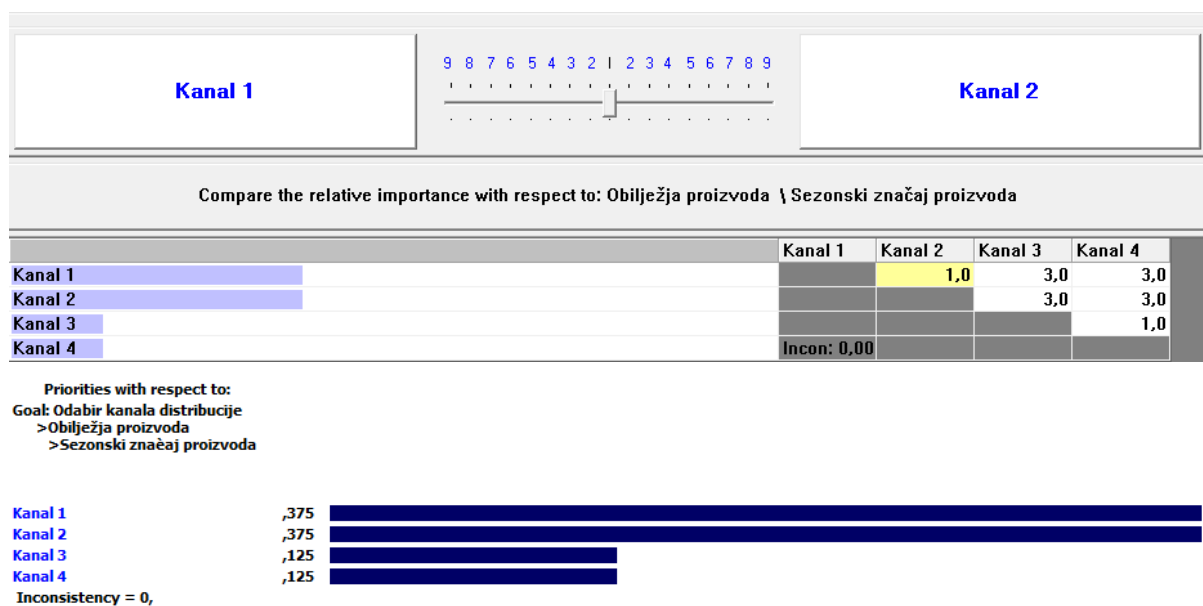 Kanal 1
9 8 7 6 5 4 3 2 1 2 3 4 5 6 7 8 9
Kanal 2
Compare the relative importance with respect to: Obilježja proizvoda \ Sezonski značaj proizvoda
Kanal 1 Kanal 2 Kanal 3 Kanal 4
Kanal 1 1,0 3,0 3,0
Kanal 2 3,0 3,0
Kanal 3 1,0
Kanal 4 Incon: 0,00
Priorities with respect to:
Goal: Odabir kanala distribucije
>Obilježja proizvoda
>Sezonski znaèaj proizvoda
Kanal 1 ,375
Kanal 2 ,375
Kanal 3 ,125
Kanal 4 ,125
Inconsistency = 0,